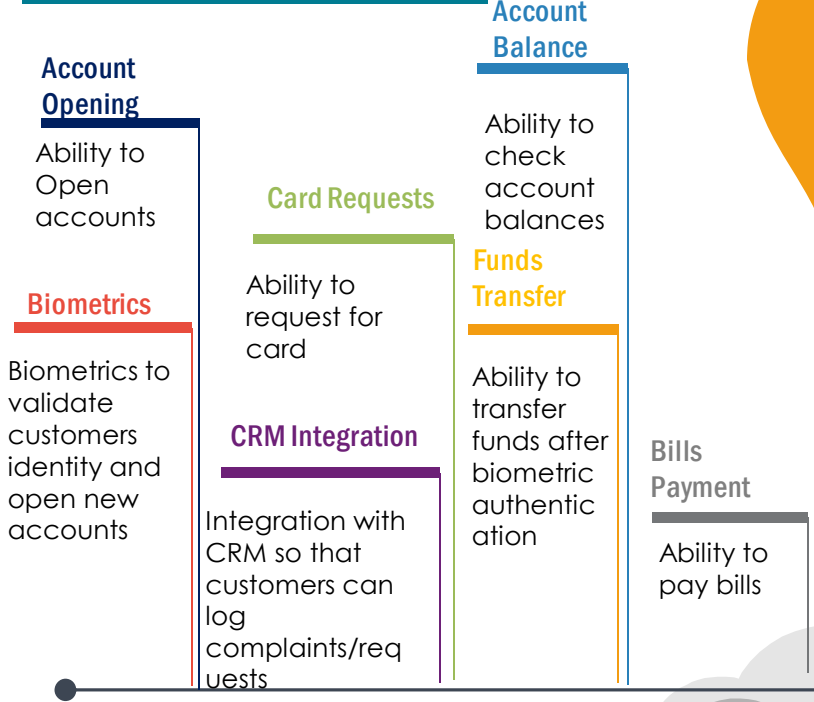 Account
Opening
Ability to
Open
accounts
Biometrics
Biometrics to
validate
customers
identity and
open new
accounts
Card Requests
Ability to
request for
card
CRM Integration
Integration with
CRM so that
customers can
log
complaints/req
uests
Account
Balance
Ability to
check
account
balances
Funds
Transfer
Ability to
transfer
funds after
biometric
authentic
ation
Bills
Payment
Ability to
pay bills